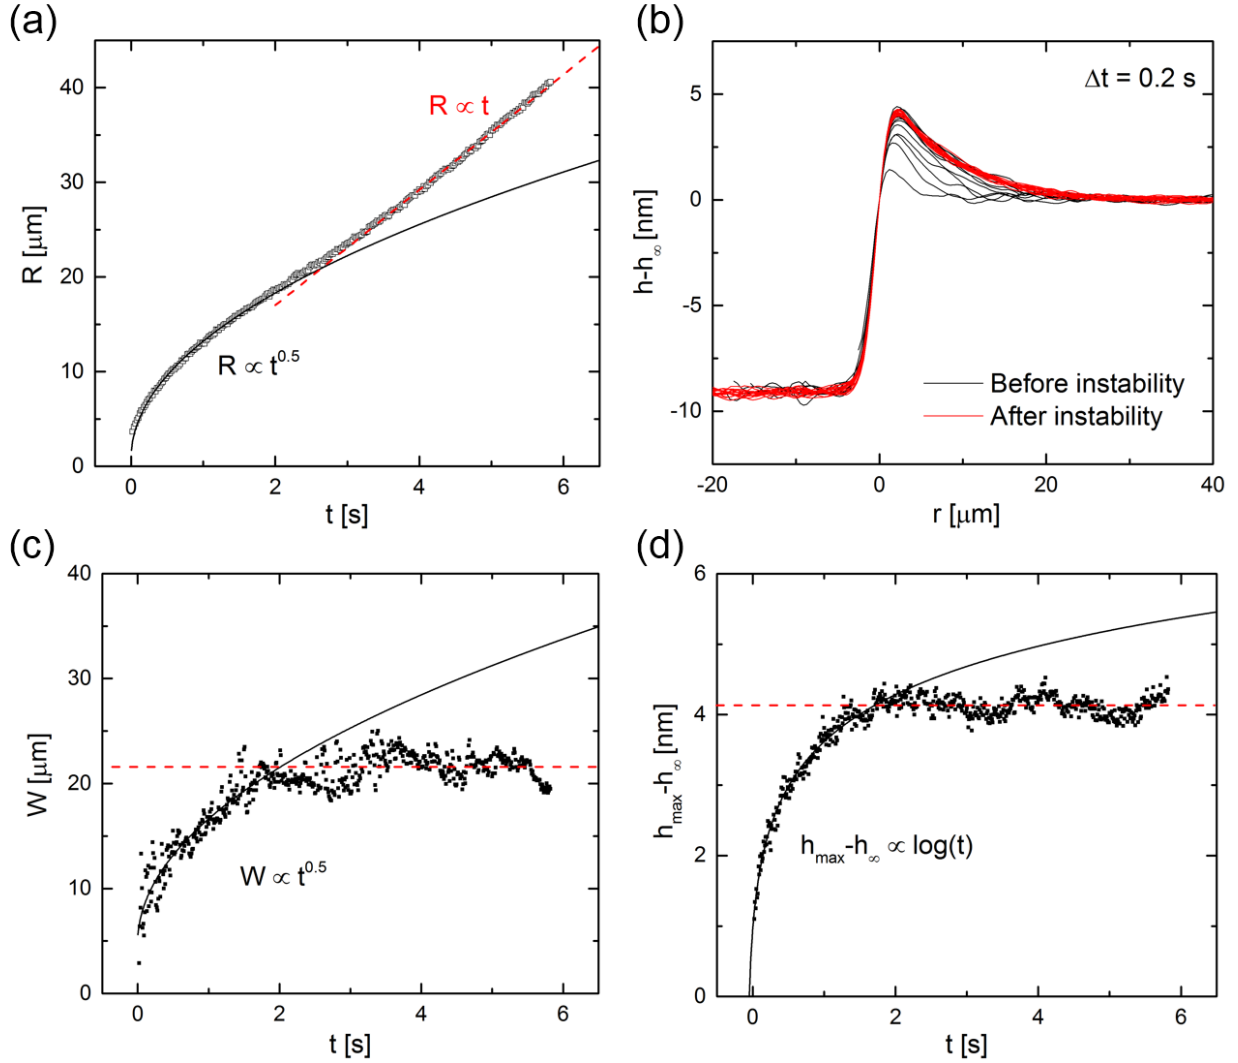 (a)
40
30
20
10
0
R [μm]
R ∝ t
R ∝ t^0.5
0 2 4 6
t [s]
(b)
5
0
-5
-10
h-h∞ [nm]
Δt = 0.2 s
Before instability
After instability
-20 0 20 40
r [μm]
(c)
40
30
20
10
0
W [μm]
W ∝ t^0.5
0 2 4 6
t [s]
(d)
6
4
2
0
h_max-h_∞ [nm]
h_max-h_∞ ∝ log(t)
0 2 4 6
t [s]